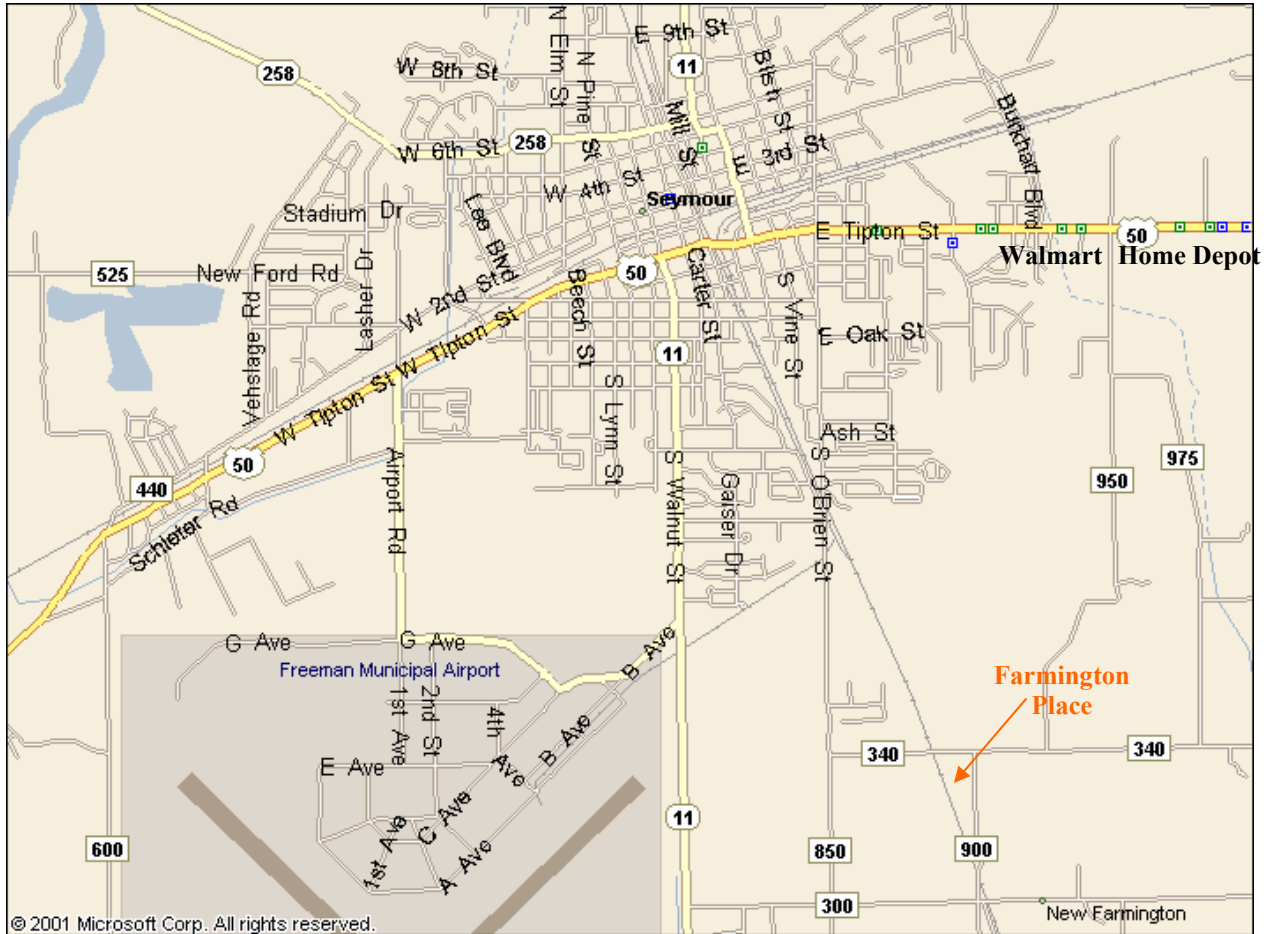 E 9th St
N Elm St
W 8th St
258
11
Blish St
N Pine St
Mill St
Burkhart Blvd
W 6th St
258
E 3rd St
W 4th St
Seymour
Lee Blvd
Stadium Dr
E Tipton St
50
Walmart
Home Depot
525
New Ford Rd
50
W 2nd St
Lasher Dr
Vehslage Rd
Beech St
Carter St
S Vine St
E Oak St
W Tipton St
11
W Tipton St
S Lynn St
Ash St
50
440
Airport Rd
S Walnut St
Gaiser Dr
S O'Brien St
950
975
Schleter Rd
G Ave
G Ave
Freeman Municipal Airport
B Ave
Farmington
Place
1st Ave
2nd St
4th
Ave
B Ave
E Ave
340
340
C Ave
1st Ave
A Ave
11
600
850
900
300
New Farmington
© 2001 Microsoft Corp. All rights reserved.